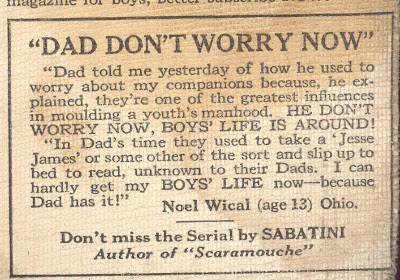 magazine for boys, better subscribe
"DAD DON'T WORRY NOW"
"Dad told me yesterday of how he used to
worry about my companions because, he ex-
plained, they're one of the greatest influences
in moulding a youth's manhood. HE DON'T
WORRY NOW, BOYS' LIFE IS AROUND!
"In Dad's time they used to take a 'Jesse
James' or some other of the sort and slip up to
bed to read, unknown to their Dads. I can
hardly get my BOYS' LIFE now—because
Dad has it!" Noel Wical (age 13) Ohio.
Don't miss the Serial by SABATINI
Author of "Scaramouche"